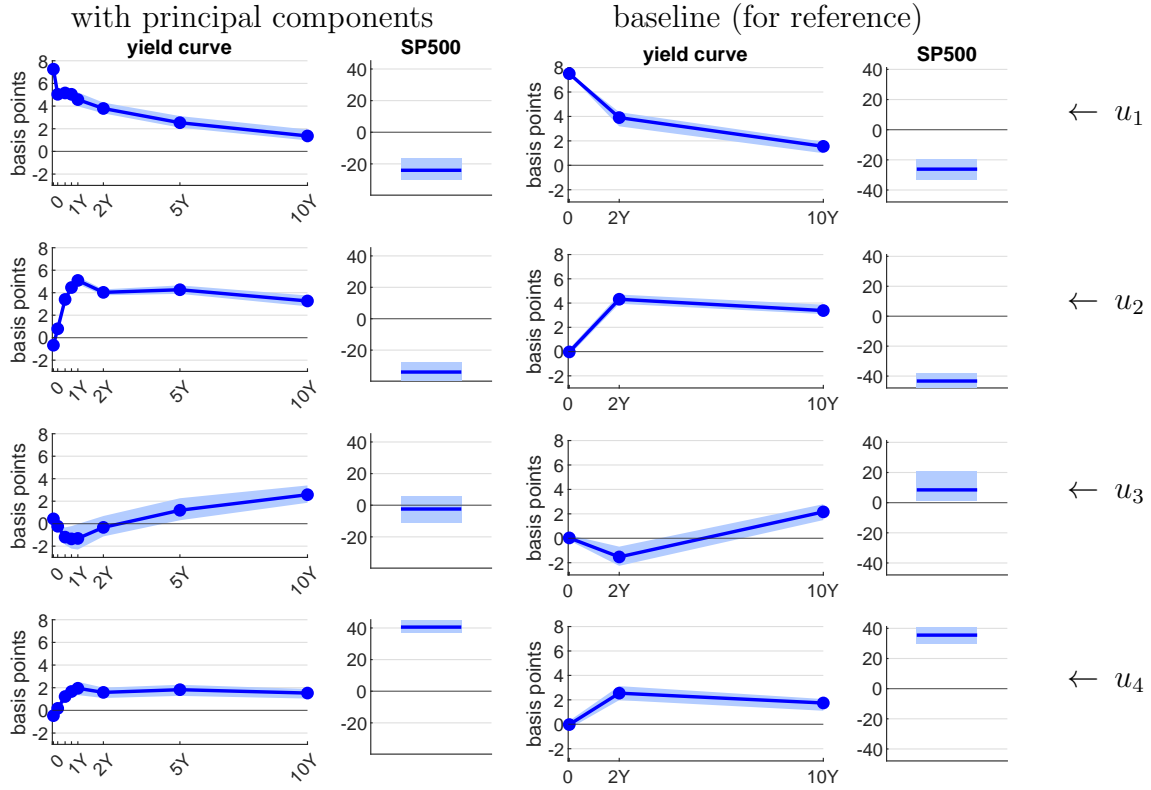 with principal components
baseline (for reference)
yield curve
SP500
yield curve
SP500
basis points
8
6
4
2
0
-2
0
1Y
2Y
5Y
10Y
40
20
0
-20
basis points
8
6
4
2
0
-2
0
2Y
10Y
40
20
0
-20
-40
← u1
basis points
8
6
4
2
0
-2
0
1Y
2Y
5Y
10Y
40
20
0
-20
basis points
8
6
4
2
0
-2
0
2Y
10Y
40
20
0
-20
-40
← u2
basis points
8
6
4
2
0
-2
0
1Y
2Y
5Y
10Y
40
20
0
-20
basis points
8
6
4
2
0
-2
0
2Y
10Y
40
20
0
-20
-40
← u3
basis points
8
6
4
2
0
-2
0
1Y
2Y
5Y
10Y
40
20
0
-20
basis points
8
6
4
2
0
-2
0
2Y
10Y
40
20
0
-20
-40
← u4